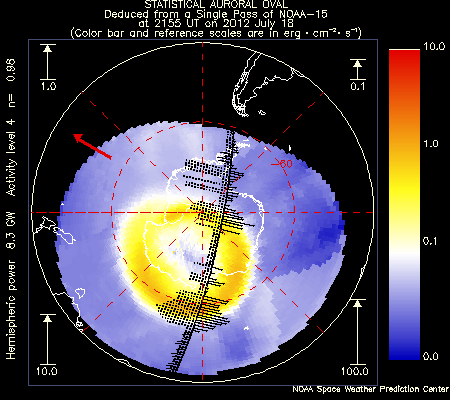 STATISTICAL AURORAL OVAL
Deduced from a Single Pass of NOAA-15
at 2155 UT on 2012 July 18
(Color bar and reference scales are in erg·cm⁻²·s⁻¹)
Hemispheric power 8.3 GW Activity level 4 n= 0.98
1.0
0.1
-60
10.0
100.0
10.0
1.0
0.1
0.0
NOAA Space Weather Prediction Center